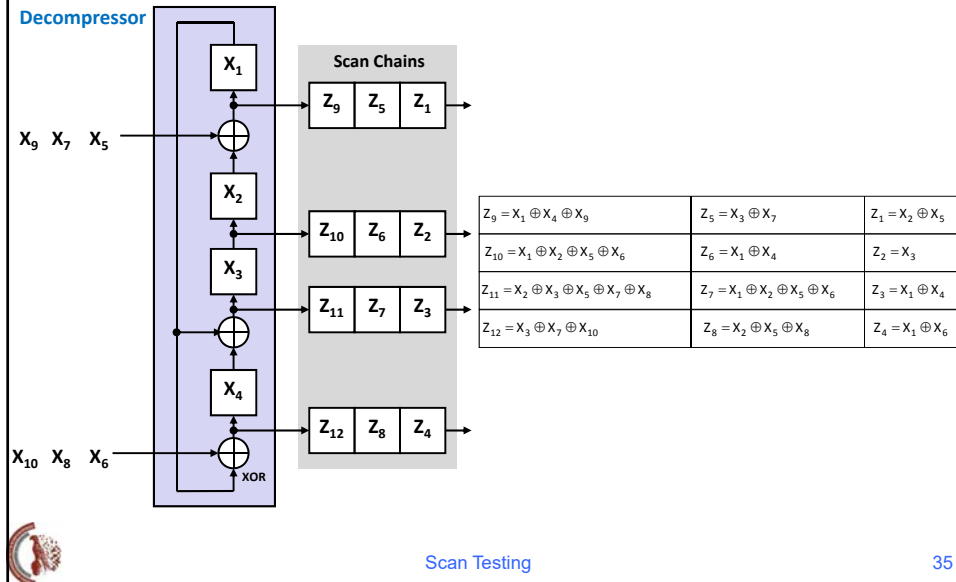 Decompressor
X₁
Scan Chains
Z₉ Z₅ Z₁
X₉ X₇ X₅
X₂
Z₁₀ Z₆ Z₂
X₃
Z₁₁ Z₇ Z₃
X₄
Z₁₂ Z₈ Z₄
X₁₀ X₈ X₆
XOR
Z₉ = X₁ ⊕ X₄ ⊕ X₉ Z₅ = X₃ ⊕ X₇ Z₁ = X₂ ⊕ X₅
Z₁₀ = X₁ ⊕ X₂ ⊕ X₅ ⊕ X₆ Z₆ = X₁ ⊕ X₄ Z₂ = X₃
Z₁₁ = X₂ ⊕ X₃ ⊕ X₅ ⊕ X₇ ⊕ X₈ Z₇ = X₁ ⊕ X₂ ⊕ X₅ ⊕ X₆ Z₃ = X₁ ⊕ X₄
Z₁₂ = X₃ ⊕ X₇ ⊕ X₁₀ Z₈ = X₂ ⊕ X₅ ⊕ X₈ Z₄ = X₁ ⊕ X₆
Scan Testing
35